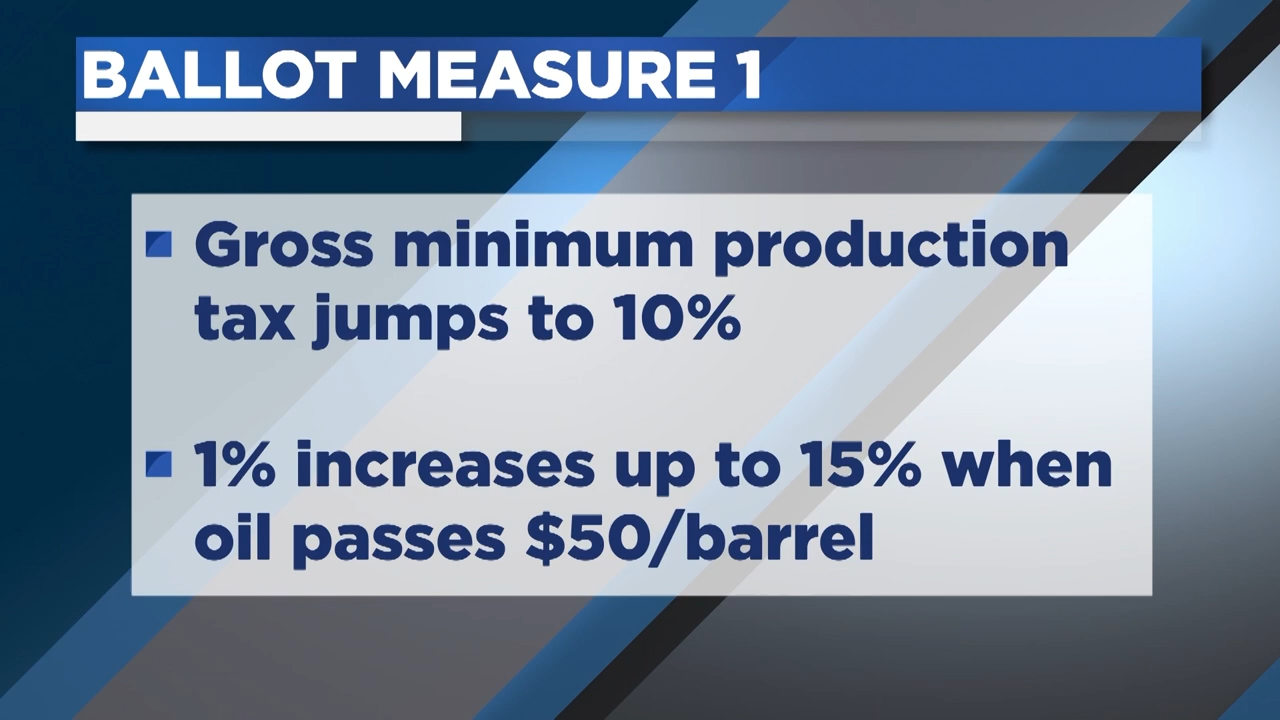 BALLOT MEASURE 1
Gross minimum production
tax jumps to 10%
1% increases up to 15% when
oil passes $50/barrel